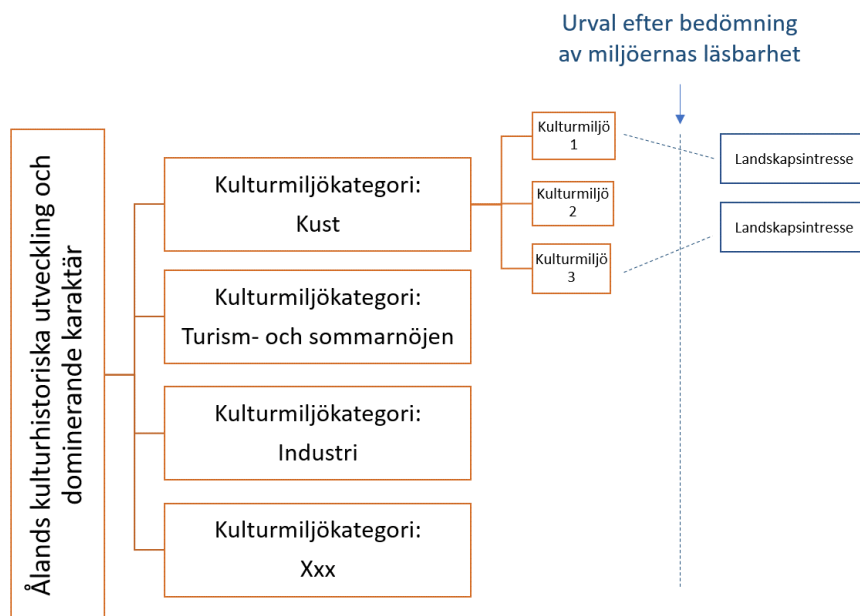 Urval efter bedömning
av miljöernas läsbarhet
Ålands kulturhistoriska utveckling och
dominerande karaktär
Kulturmiljökategori:
Kust
Kulturmiljökategori:
Turism- och sommarnöjen
Kulturmiljökategori:
Industri
Kulturmiljökategori:
Xxx
Kulturmiljö
1
Kulturmiljö
2
Kulturmiljö
3
Landskapsintresse
Landskapsintresse